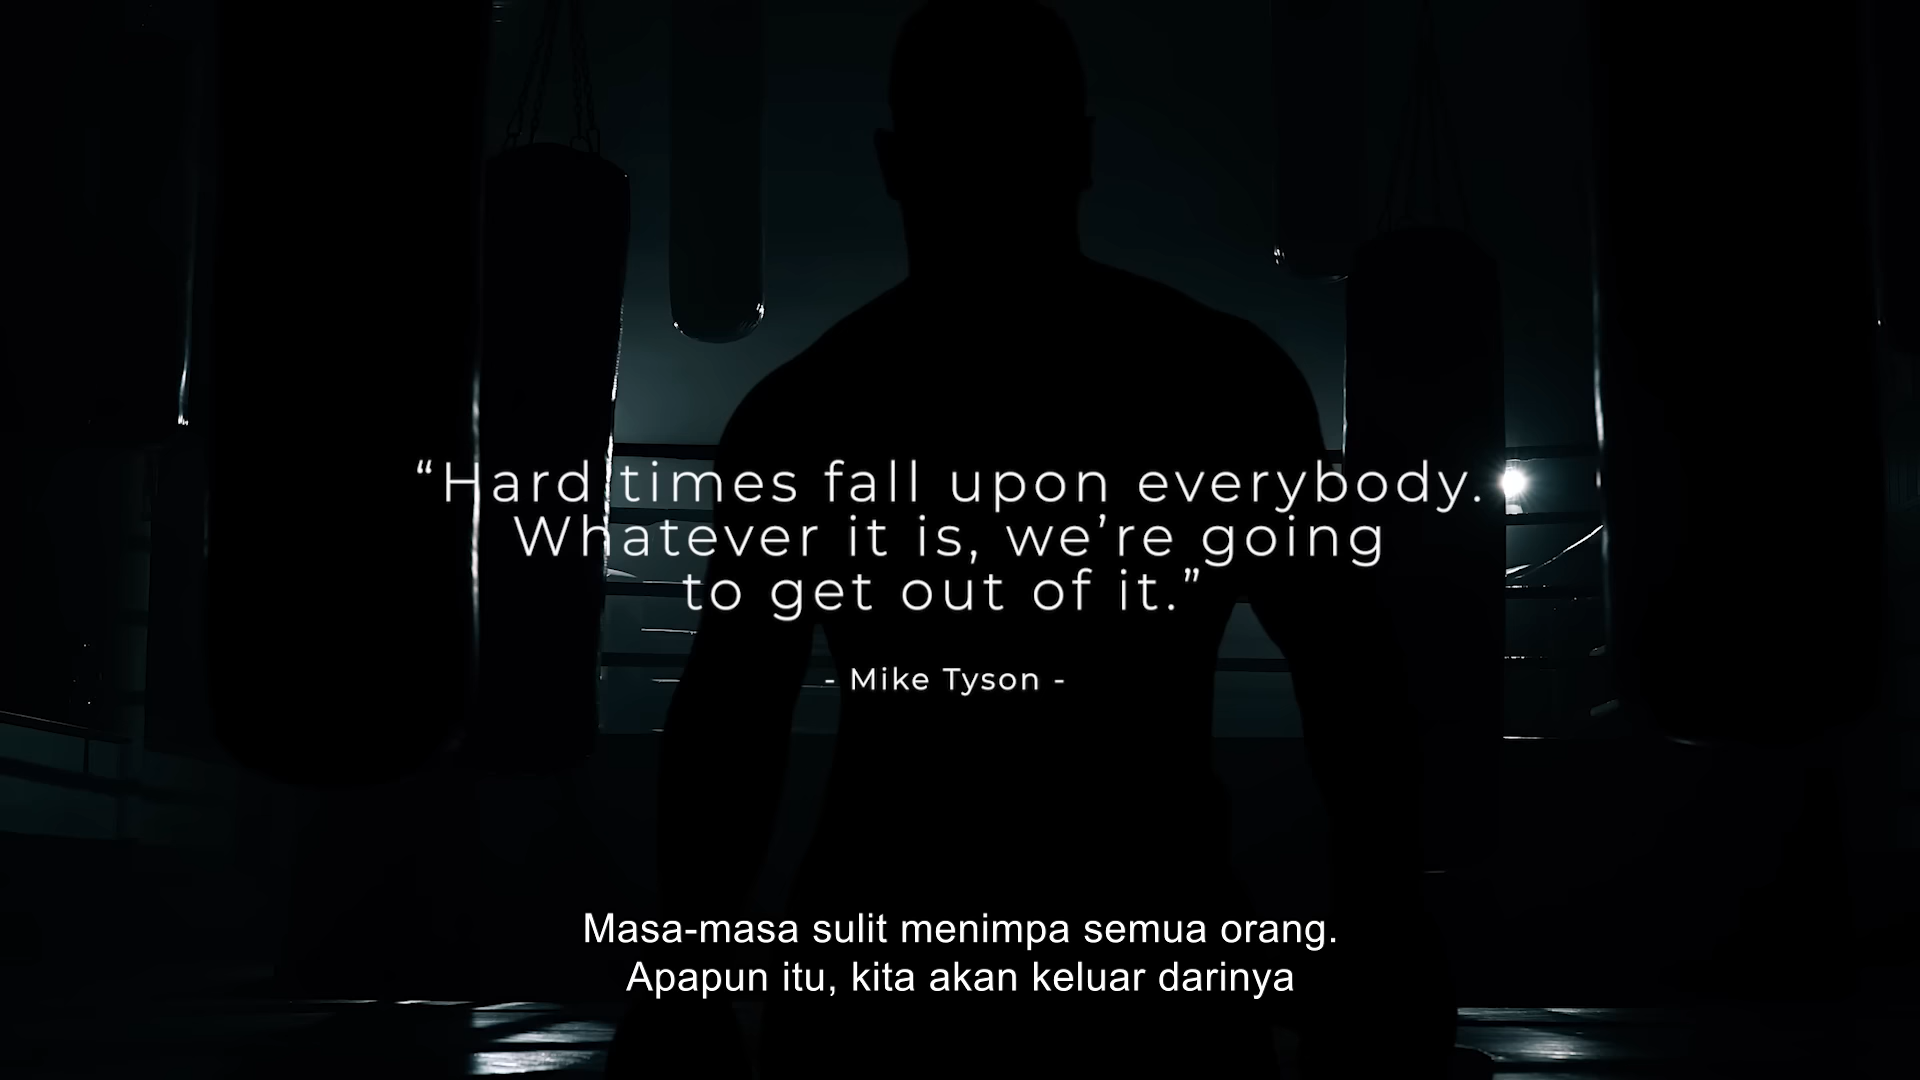 “Hard times fall upon everybody.
Whatever it is, we’re going
to get out of it.”
- Mike Tyson -
Masa-masa sulit menimpa semua orang.
Apapun itu, kita akan keluar darinya